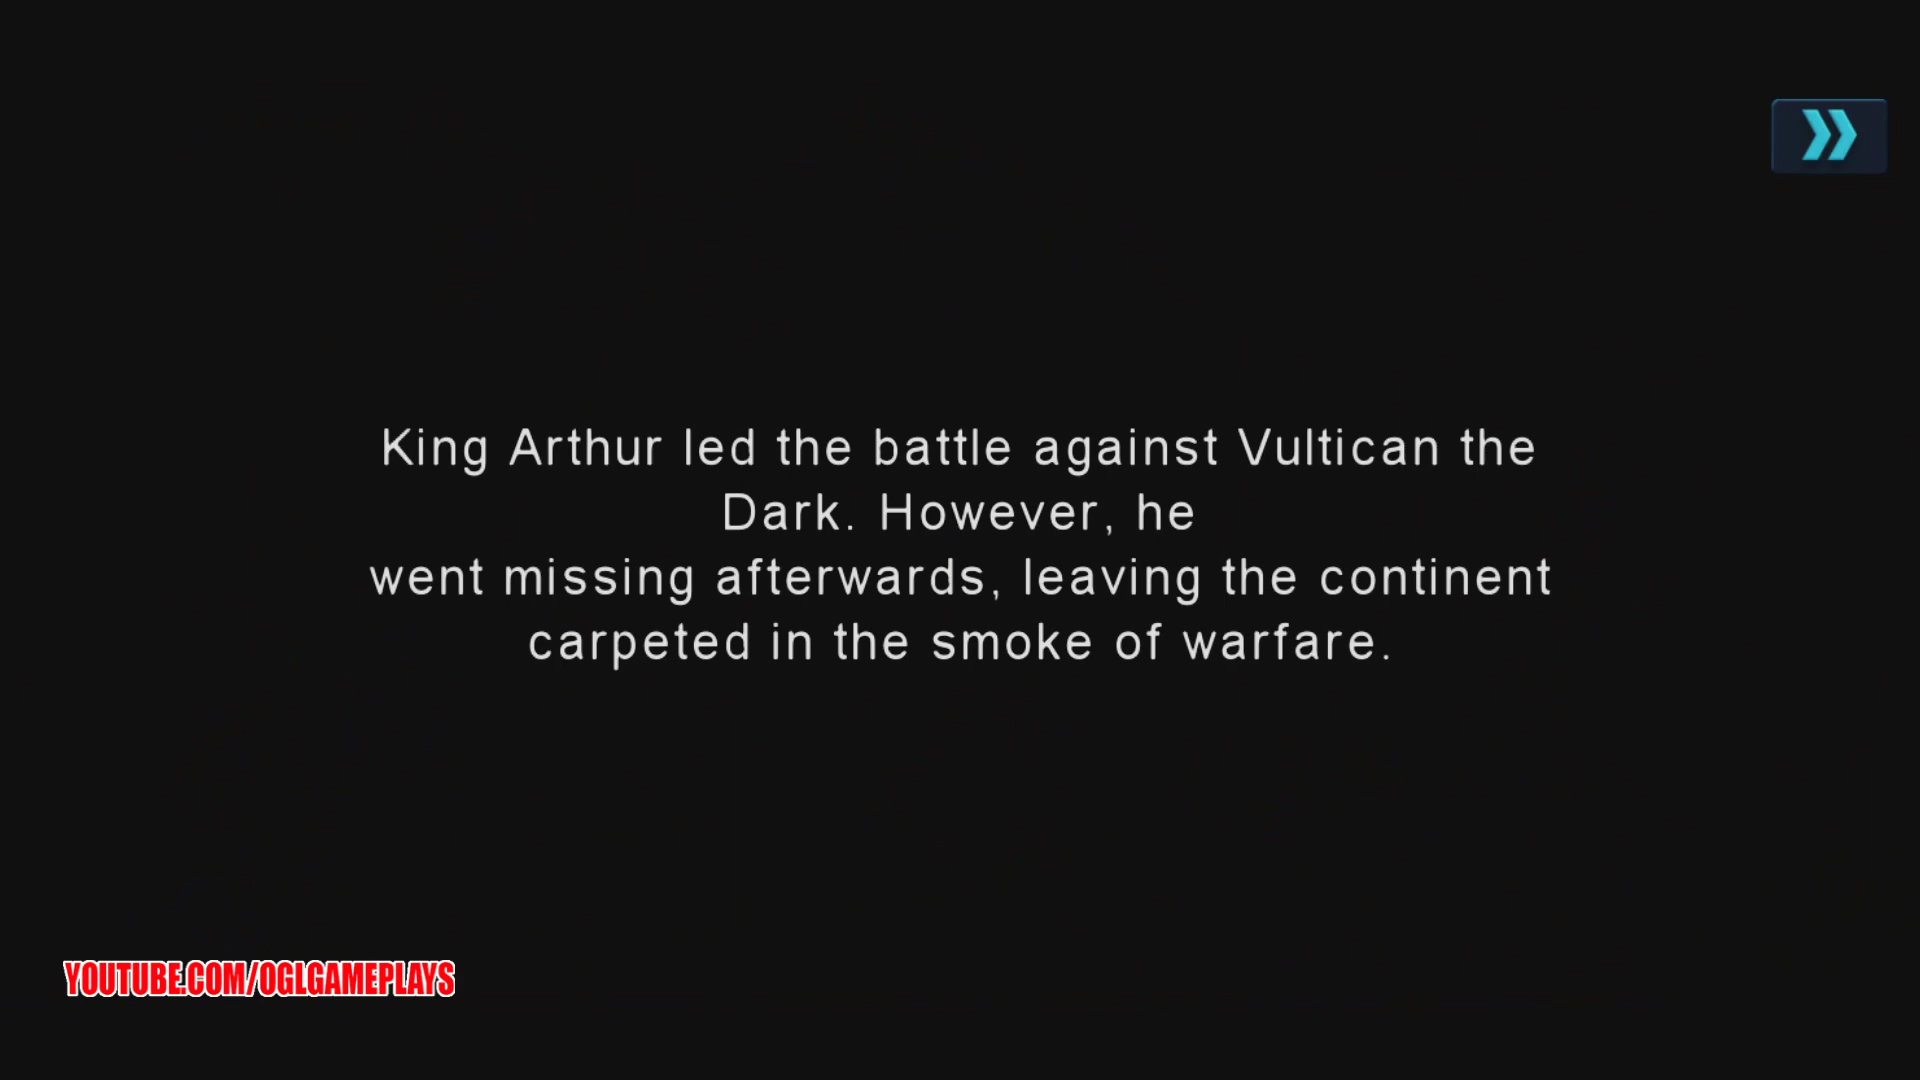 King Arthur led the battle against Vultican the
Dark. However, he
went missing afterwards, leaving the continent
carpeted in the smoke of warfare.
YOUTUBE.COM/OGLGAMEPLAYS